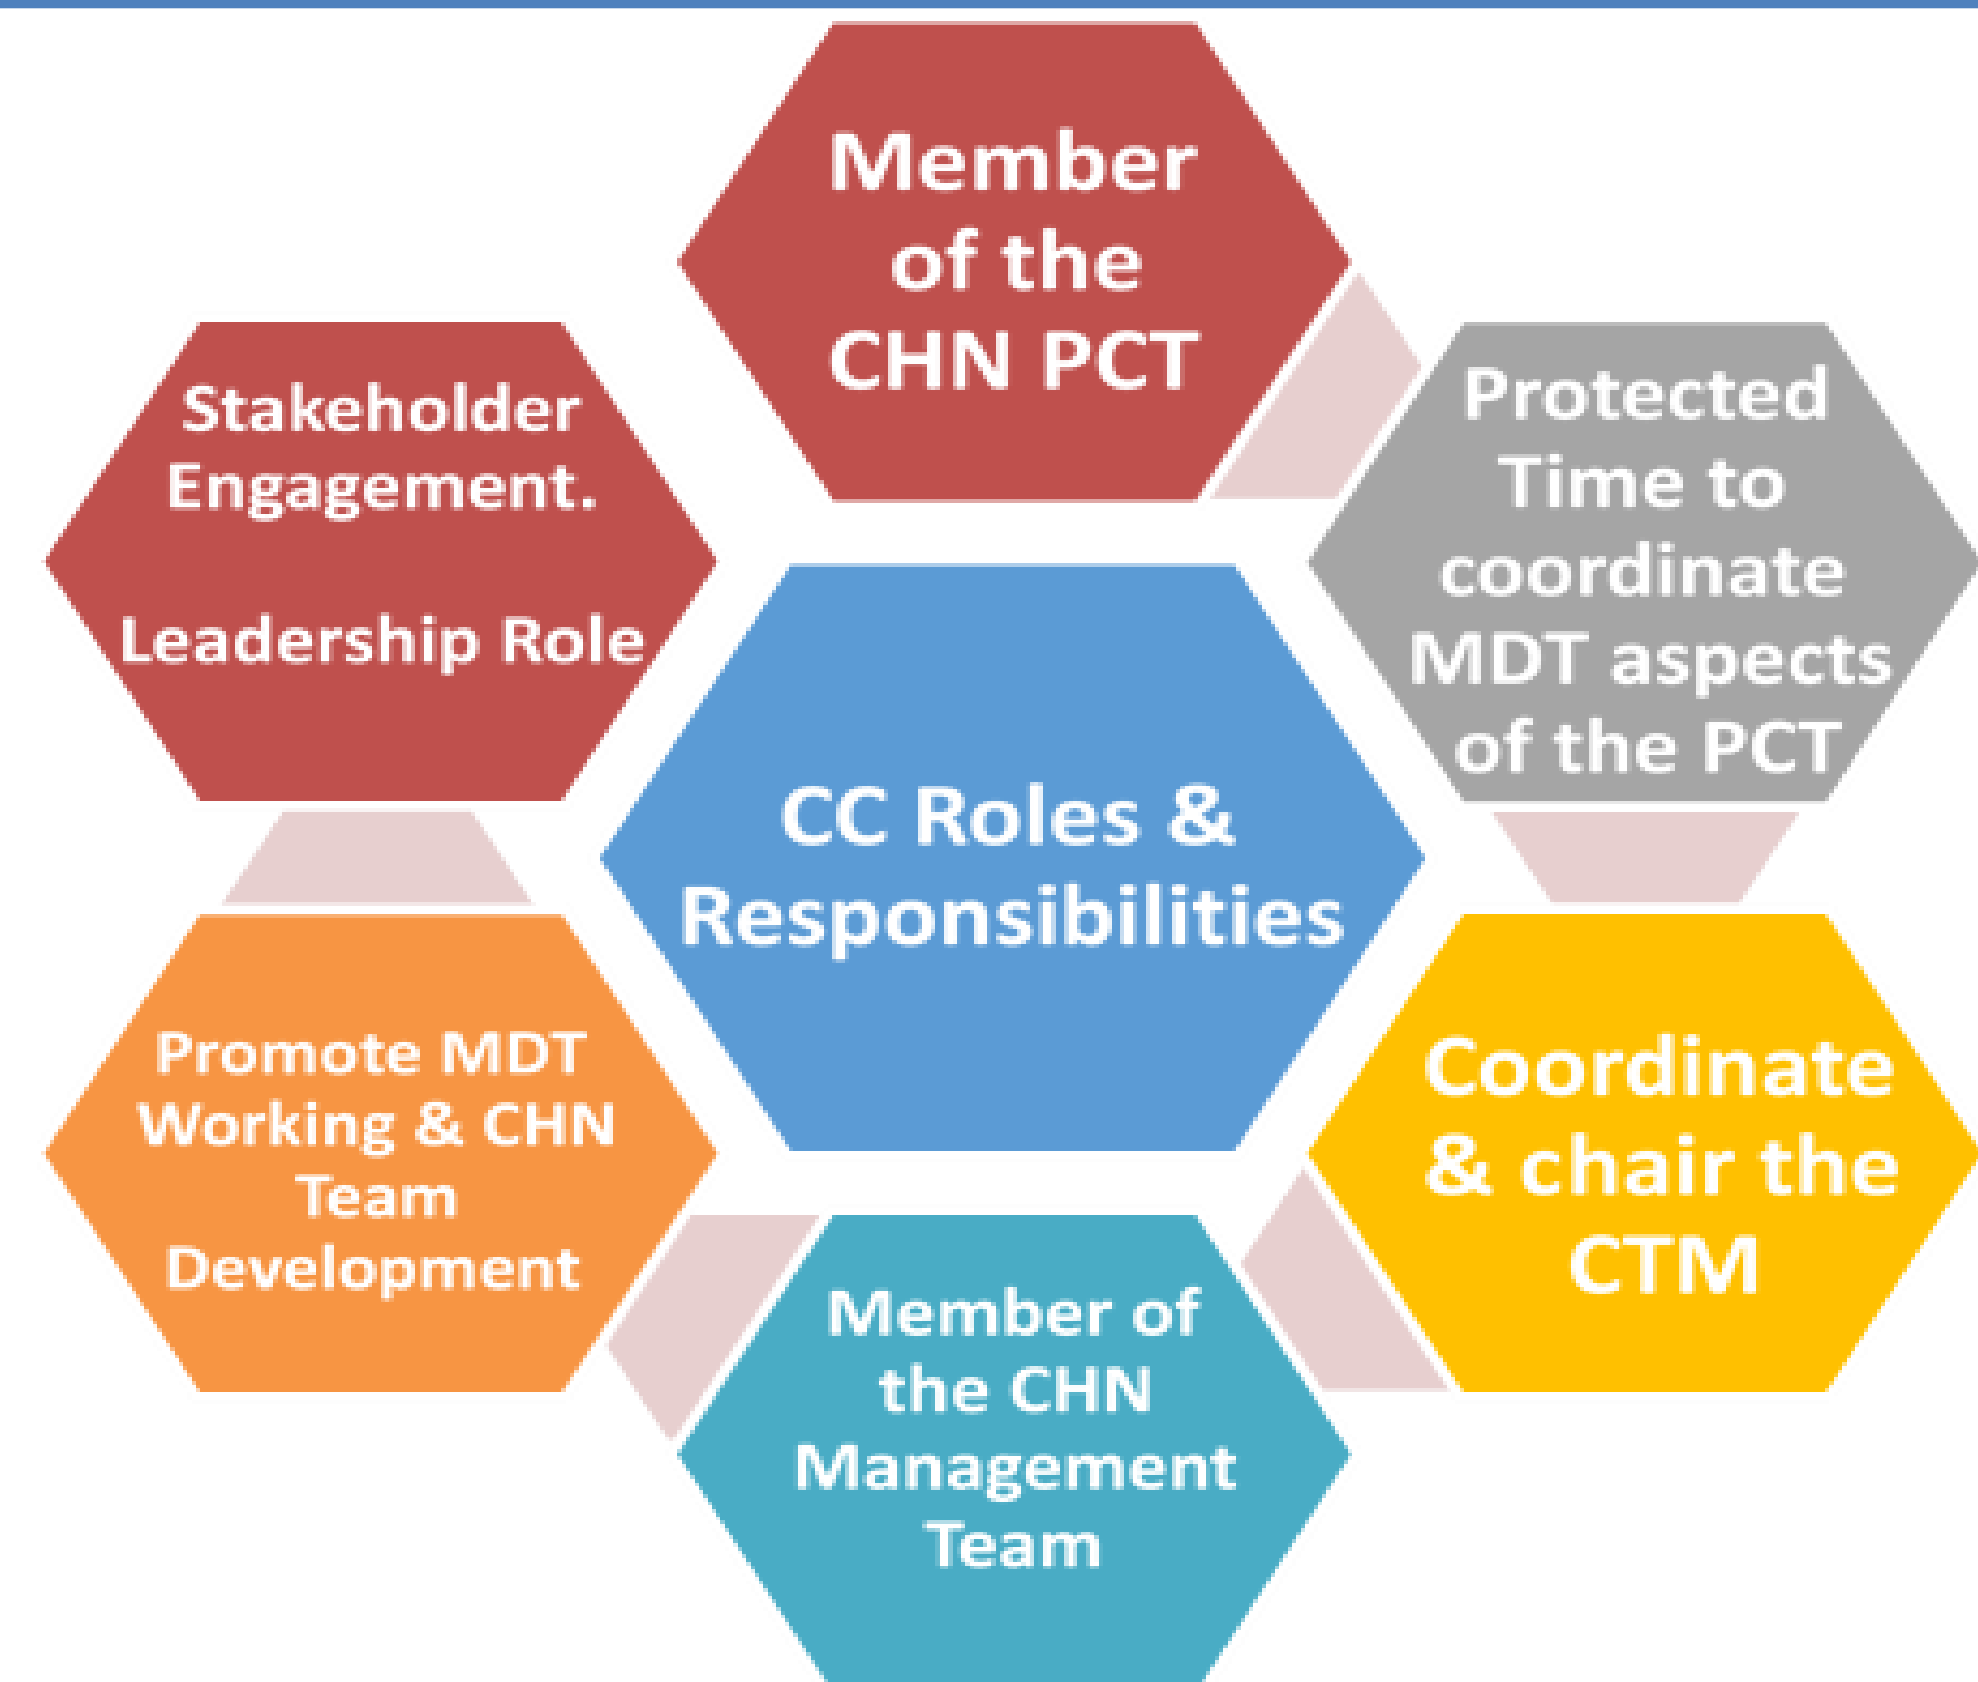 Member
of the
CHN PCT
Protected
Time to
coordinate
MDT aspects
of the PCT
Coordinate
& chair the
CTM
Member of
the CHN
Management
Team
Promote MDT
Working & CHN
Team
Development
Stakeholder
Engagement.
Leadership Role
CC Roles &
Responsibilities